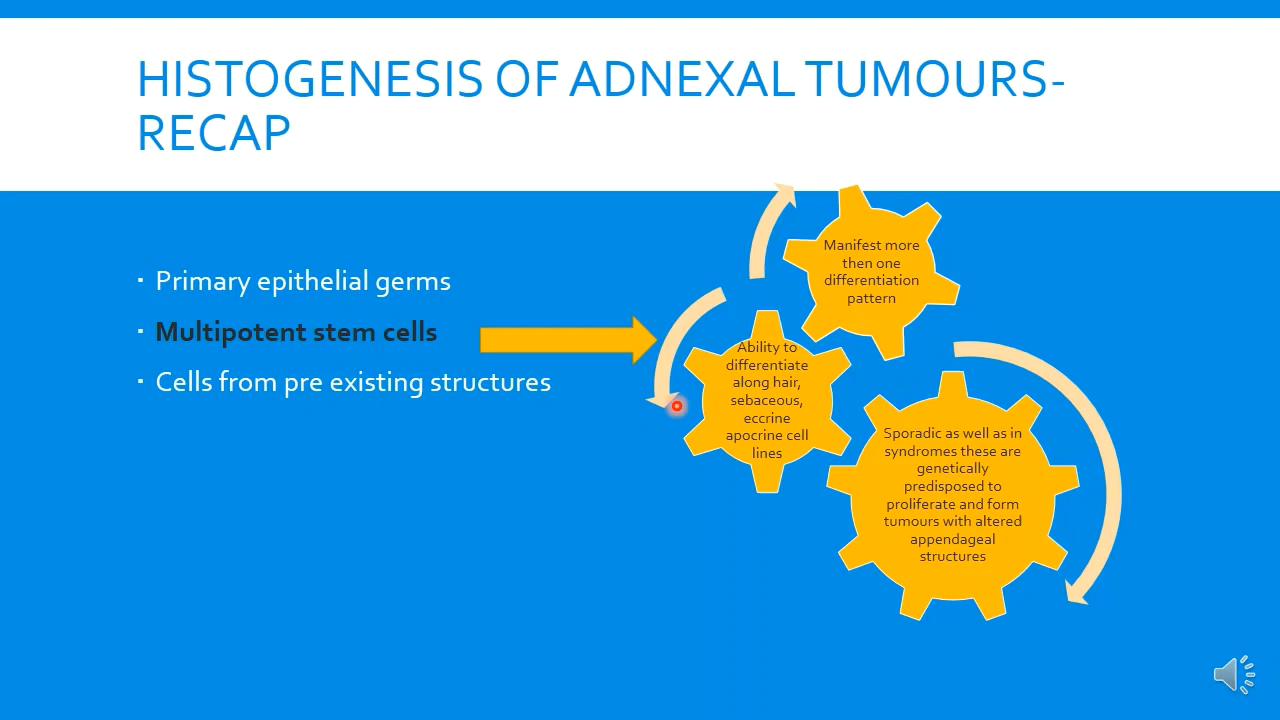 HISTOGENESIS OF ADNEXAL TUMOURS-
RECAP
Primary epithelial germs
Multipotent stem cells
Cells from pre existing structures
Manifest more
then one
differentiation
pattern
Ability to
differentiate
along hair,
sebaceous,
eccrine
apocrine cell
lines
Sporadic as well as in
syndromes these are
genetically
predisposed to
proliferate and form
tumours with altered
appendageal
structures